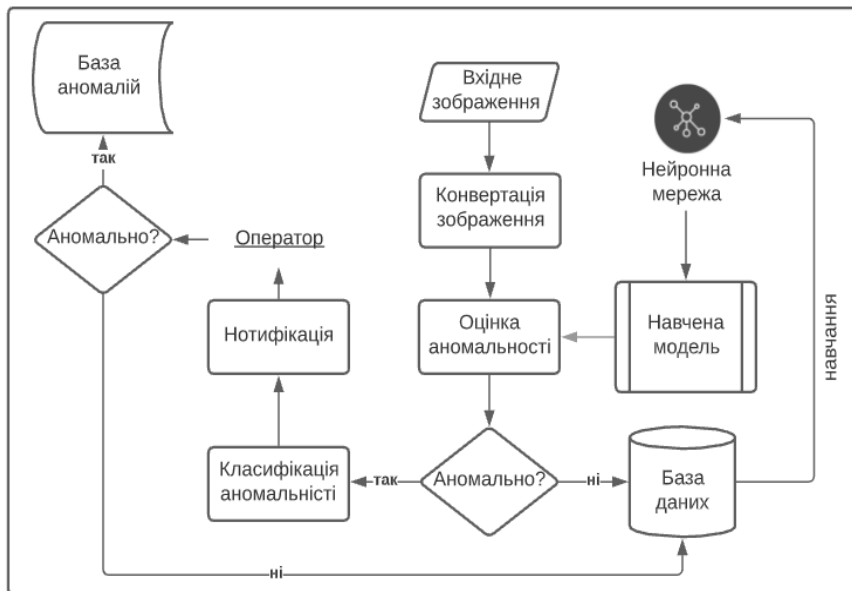 База
аномалій
так
Аномально?
Оператор
Нотифікація
Класифікація
аномальністі
Вхідне
зображення
Конвертація
зображення
Оцінка
аномальності
Аномально?
так
ні
Нейронна
мережа
Навчена
модель
навчання
База
даних
ні